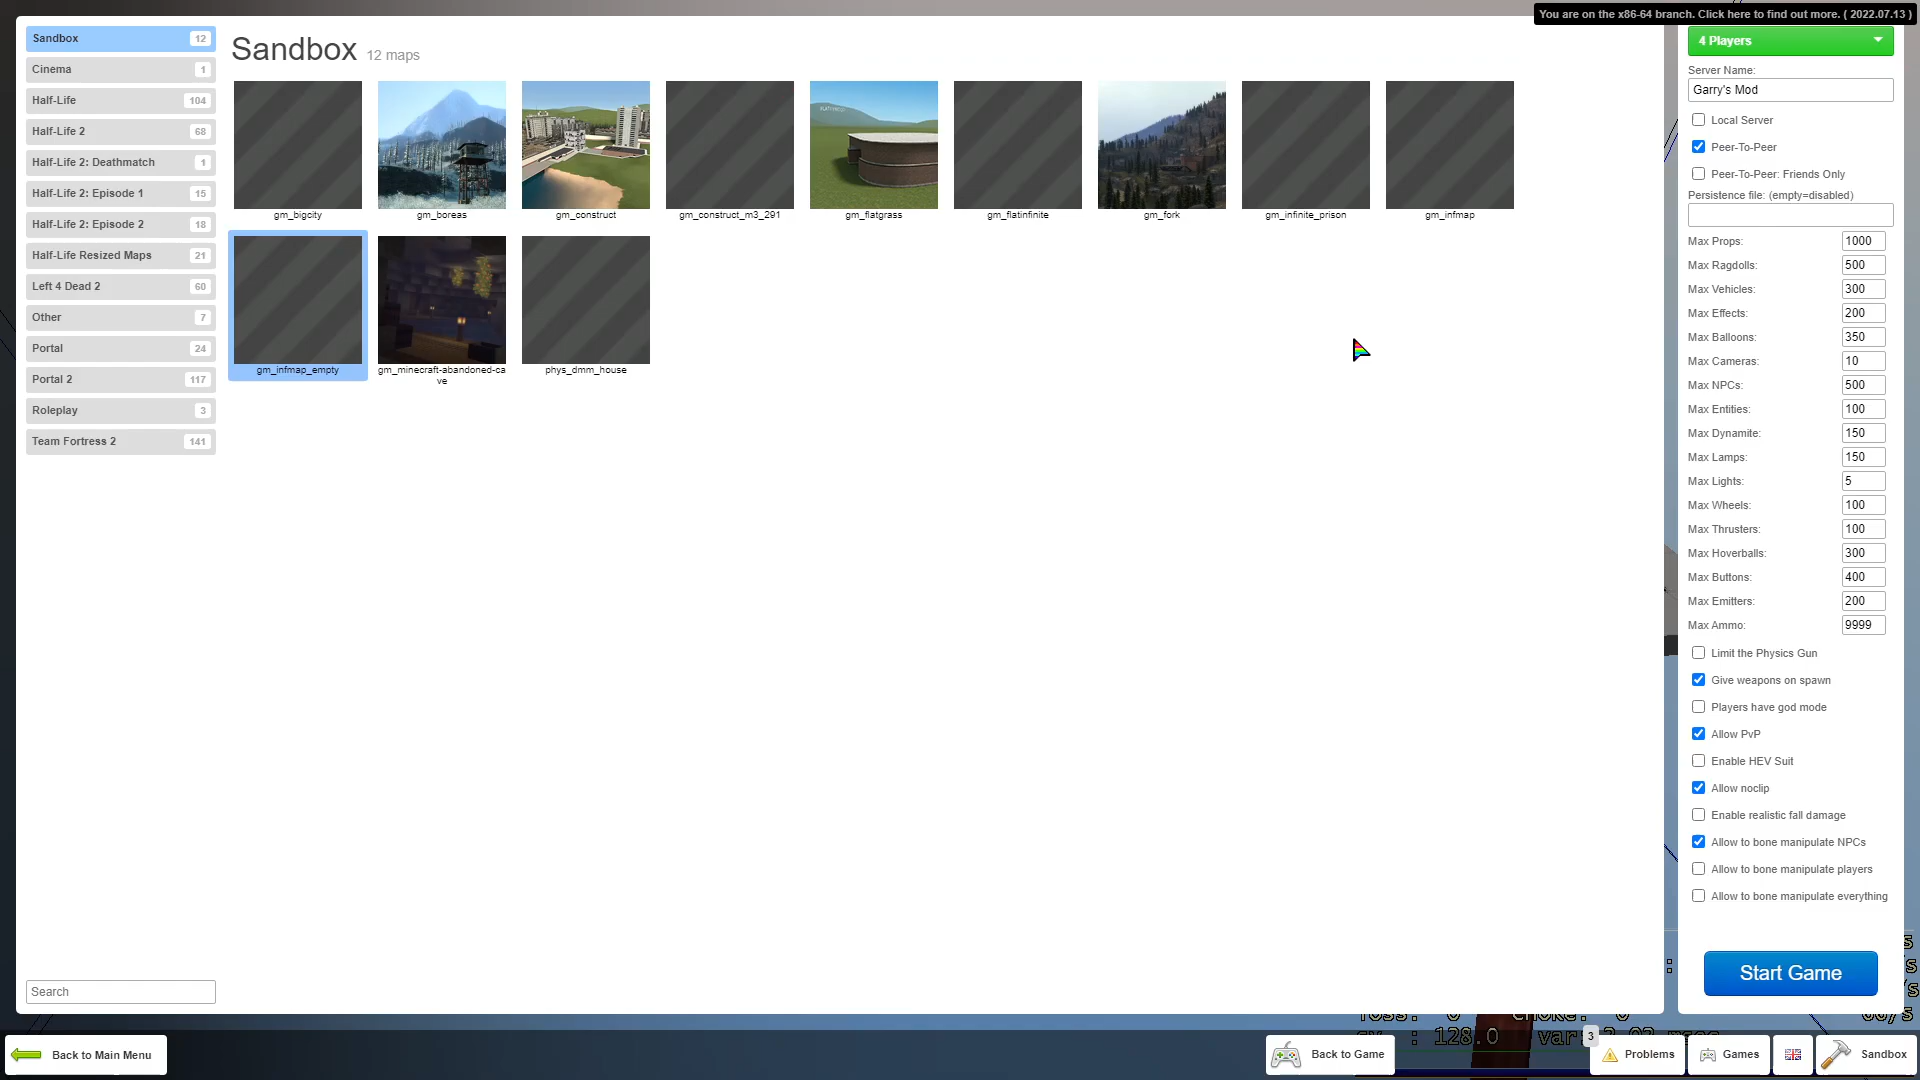 You are on the x86-64 branch. Click here to find out more. ( 2022.07.13 )
Sandbox 12
Cinema 1
Half-Life 104
Half-Life 2 68
Half-Life 2: Deathmatch 1
Half-Life 2: Episode 1 15
Half-Life 2: Episode 2 18
Half-Life Resized Maps 21
Left 4 Dead 2 60
Other 7
Portal 24
Portal 2 117
Roleplay 3
Team Fortress 2 141
Search
Sandbox 12 maps
gm_bigcity
gm_boreas
gm_construct
gm_construct_m3_291
gm_flatgrass
gm_flatinfinite
gm_fork
gm_infinite_prison
gm_infmap
gm_infmap_empty
gm_minecraft-abandoned-ca
ve
phys_dmm_house
4 Players
Server Name:
Garry's Mod
Local Server
Peer-To-Peer
Peer-To-Peer: Friends Only
Persistence file: (empty=disabled)
Max Props: 1000
Max Ragdolls: 500
Max Vehicles: 300
Max Effects: 200
Max Balloons: 350
Max Cameras: 10
Max NPCs: 500
Max Entities: 100
Max Dynamite: 150
Max Lamps: 150
Max Lights: 5
Max Wheels: 100
Max Thrusters: 100
Max Hoverballs: 300
Max Buttons: 400
Max Emitters: 200
Max Ammo: 9999
Limit the Physics Gun
Give weapons on spawn
Players have god mode
Allow PvP
Enable HEV Suit
Allow noclip
Enable realistic fall damage
Allow to bone manipulate NPCs
Allow to bone manipulate players
Allow to bone manipulate everything
Start Game
: 128.0 var:
Back to Main Menu
Back to Game
3
Problems
Games
Sandbox